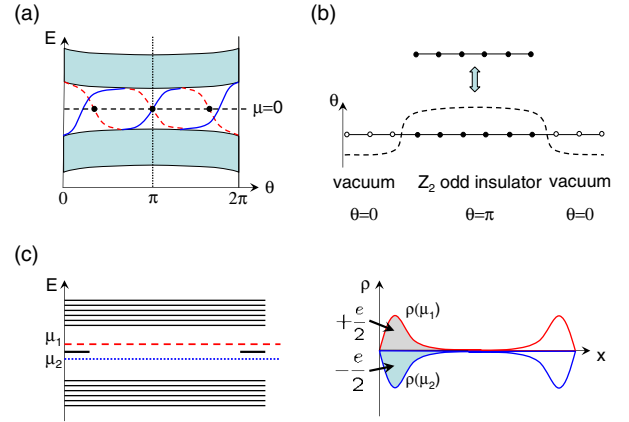 (a)
E
μ=0
0
π
2π
θ
(b)
θ
vacuum
Z₂ odd insulator
vacuum
θ=0
θ=π
θ=0
(c)
E
μ₁
μ₂
ρ
+e/2
ρ(μ₁)
−e/2
ρ(μ₂)
x